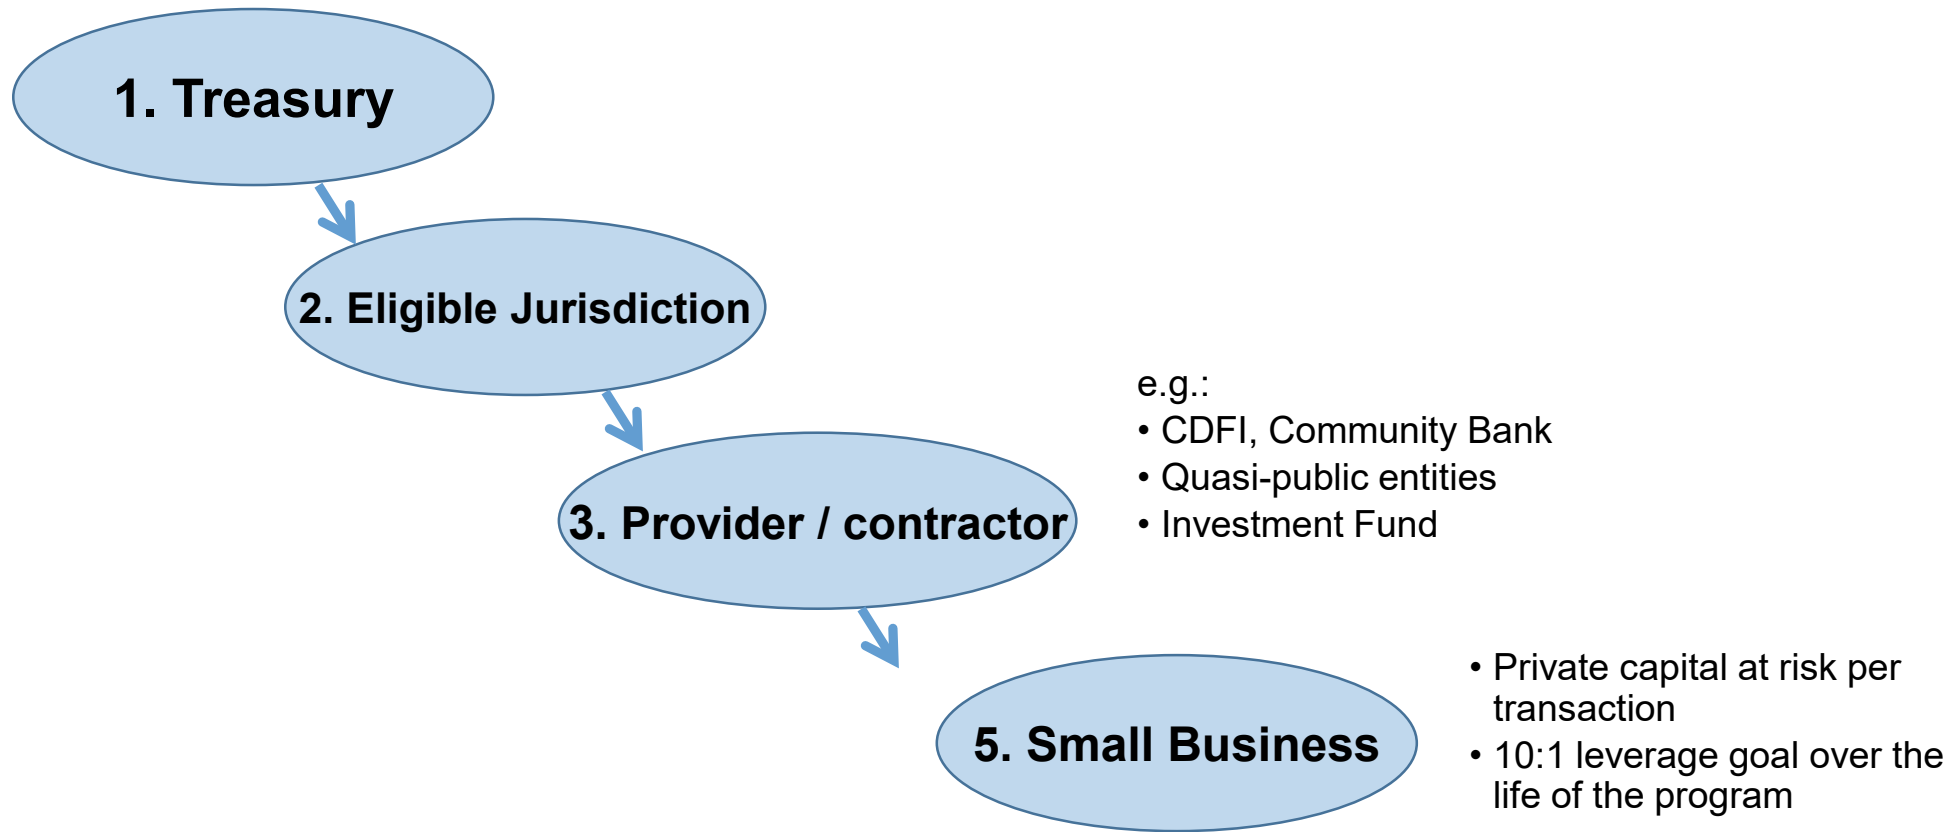 1. Treasury
2. Eligible Jurisdiction
3. Provider / contractor
e.g.:
• CDFI, Community Bank
• Quasi-public entities
• Investment Fund
5. Small Business
• Private capital at risk per
transaction
• 10:1 leverage goal over the
life of the program